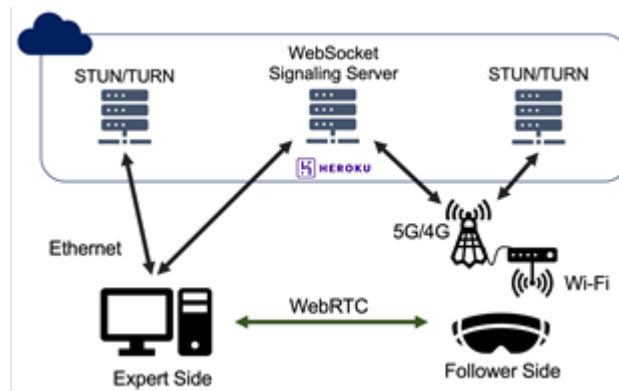 WebSocket
Signaling Server
STUN/TURN
STUN/TURN
HEROKU
Ethernet
5G/4G
Wi-Fi
WebRTC
Expert Side
Follower Side